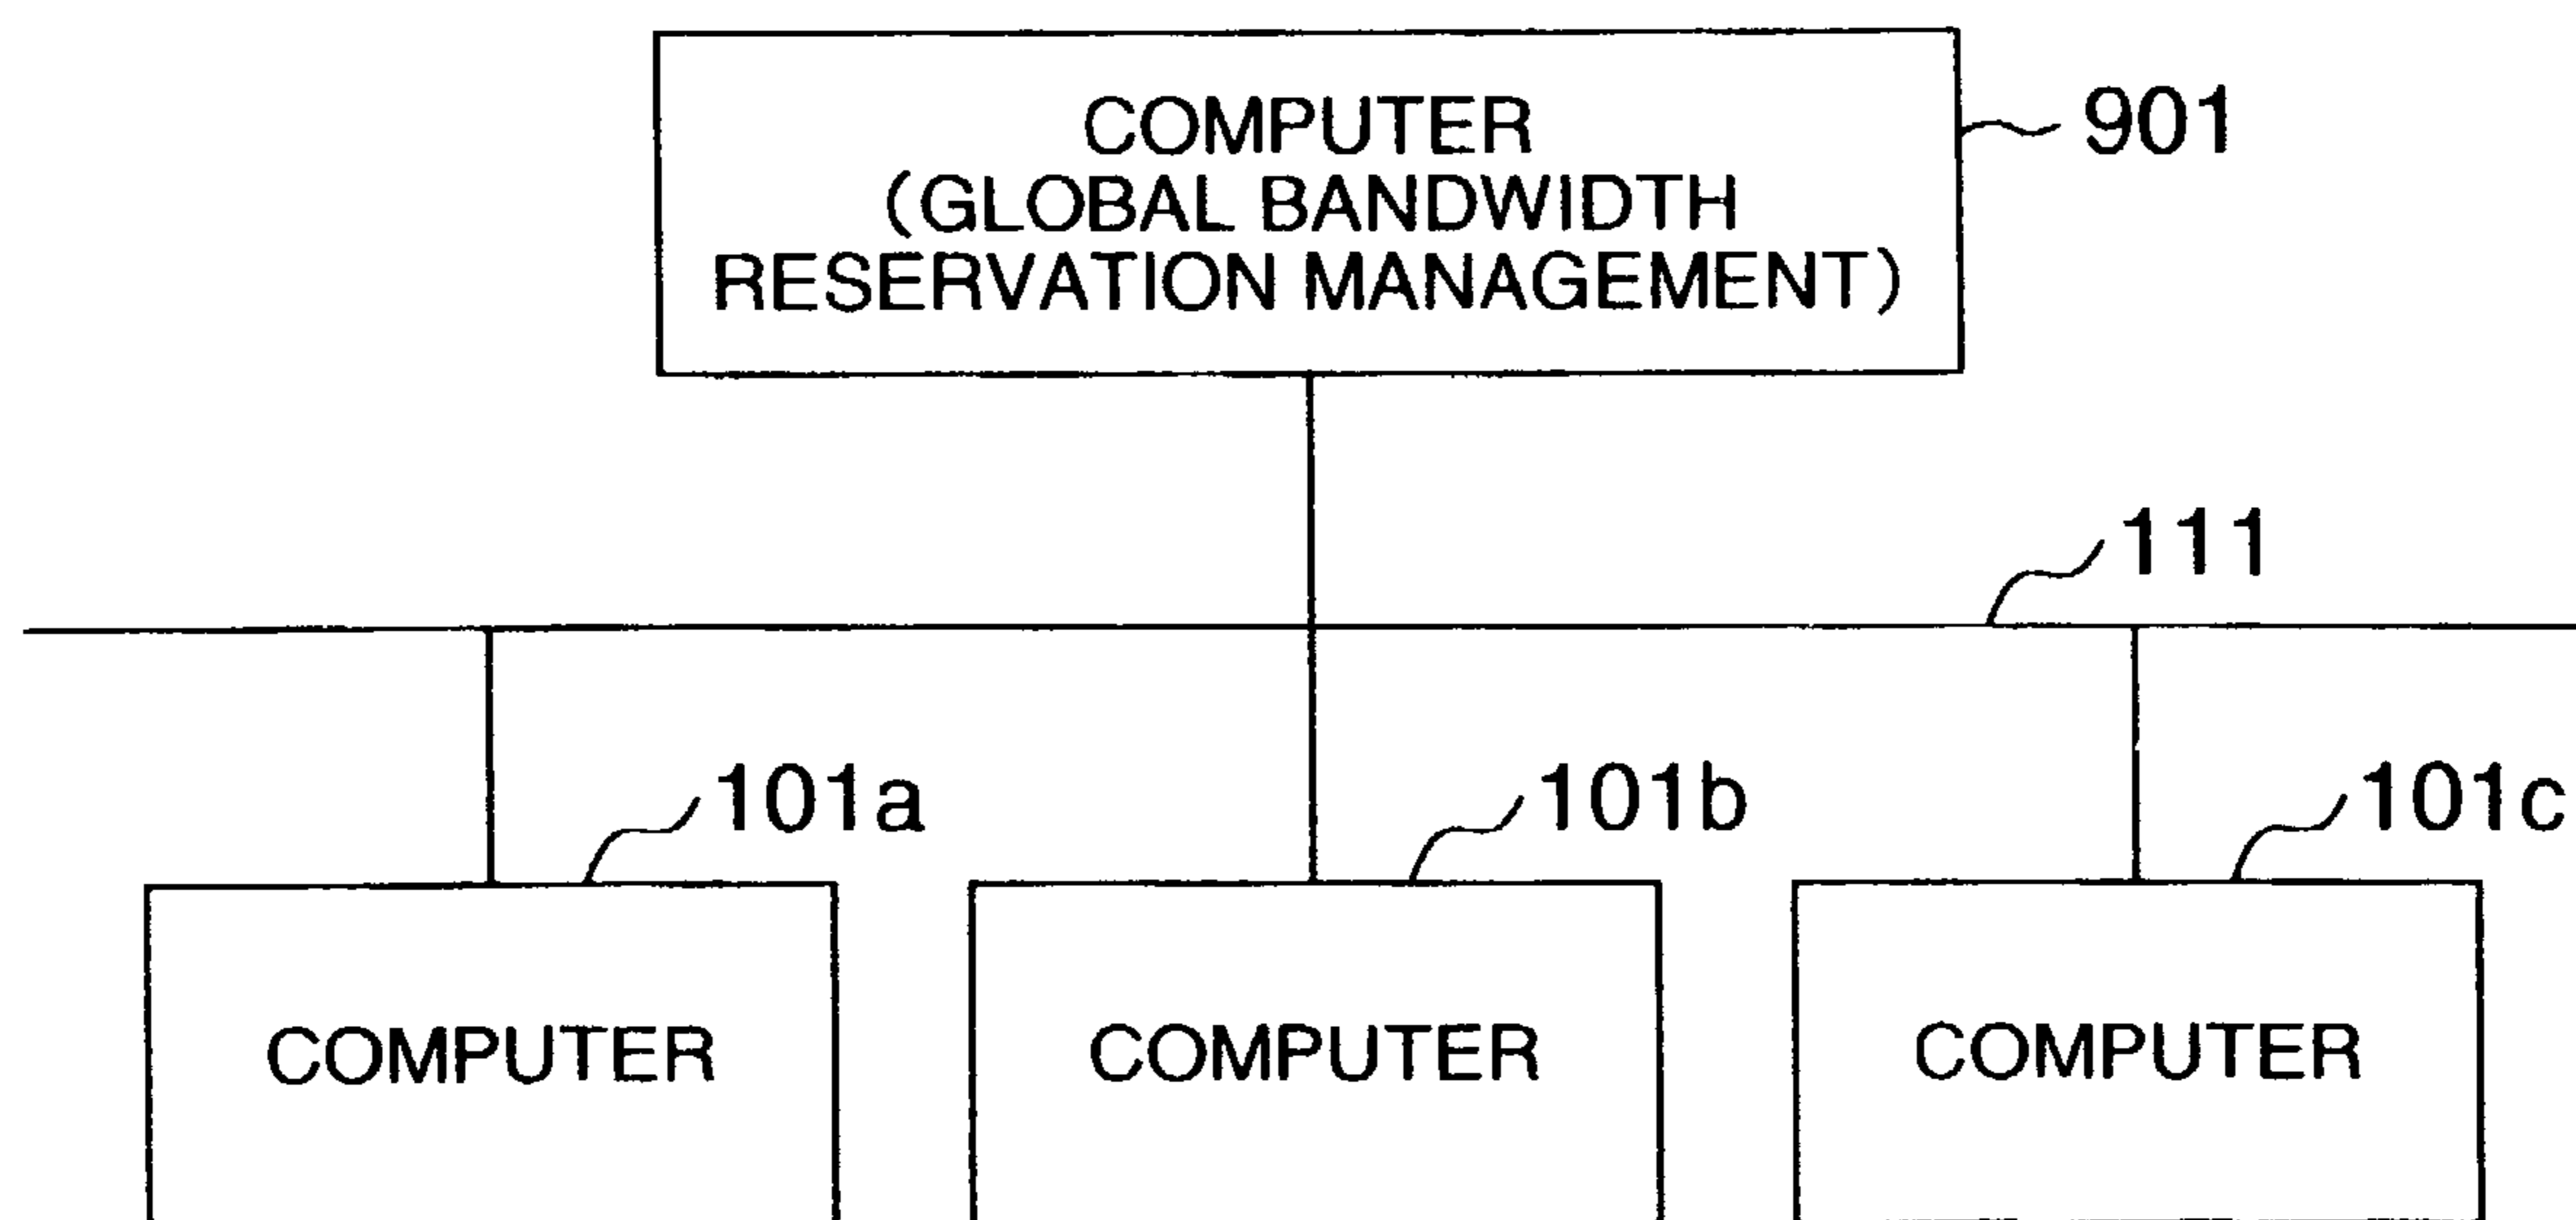 COMPUTER
(GLOBAL BANDWIDTH
RESERVATION MANAGEMENT)
901
111
101a
101b
101c
COMPUTER
COMPUTER
COMPUTER